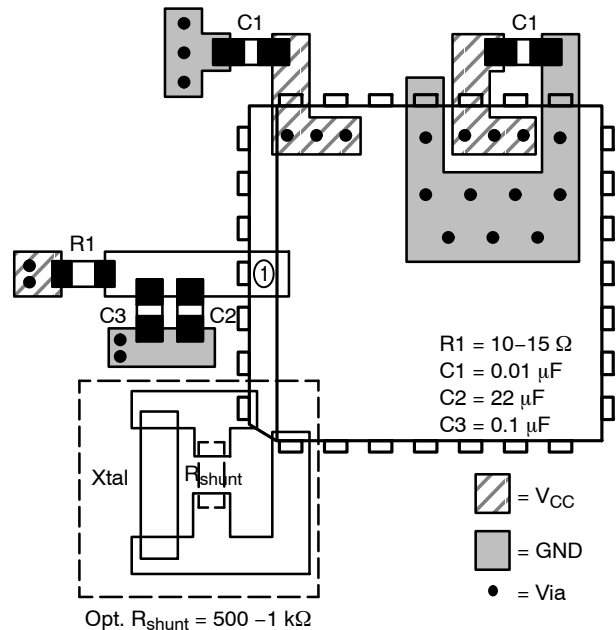 C1
C1
R1
1
C3
C2
R1 = 10–15 Ω
C1 = 0.01 μF
C2 = 22 μF
C3 = 0.1 μF
Xtal
Rshunt
= VCC
= GND
= Via
Opt. Rshunt = 500 –1 kΩ